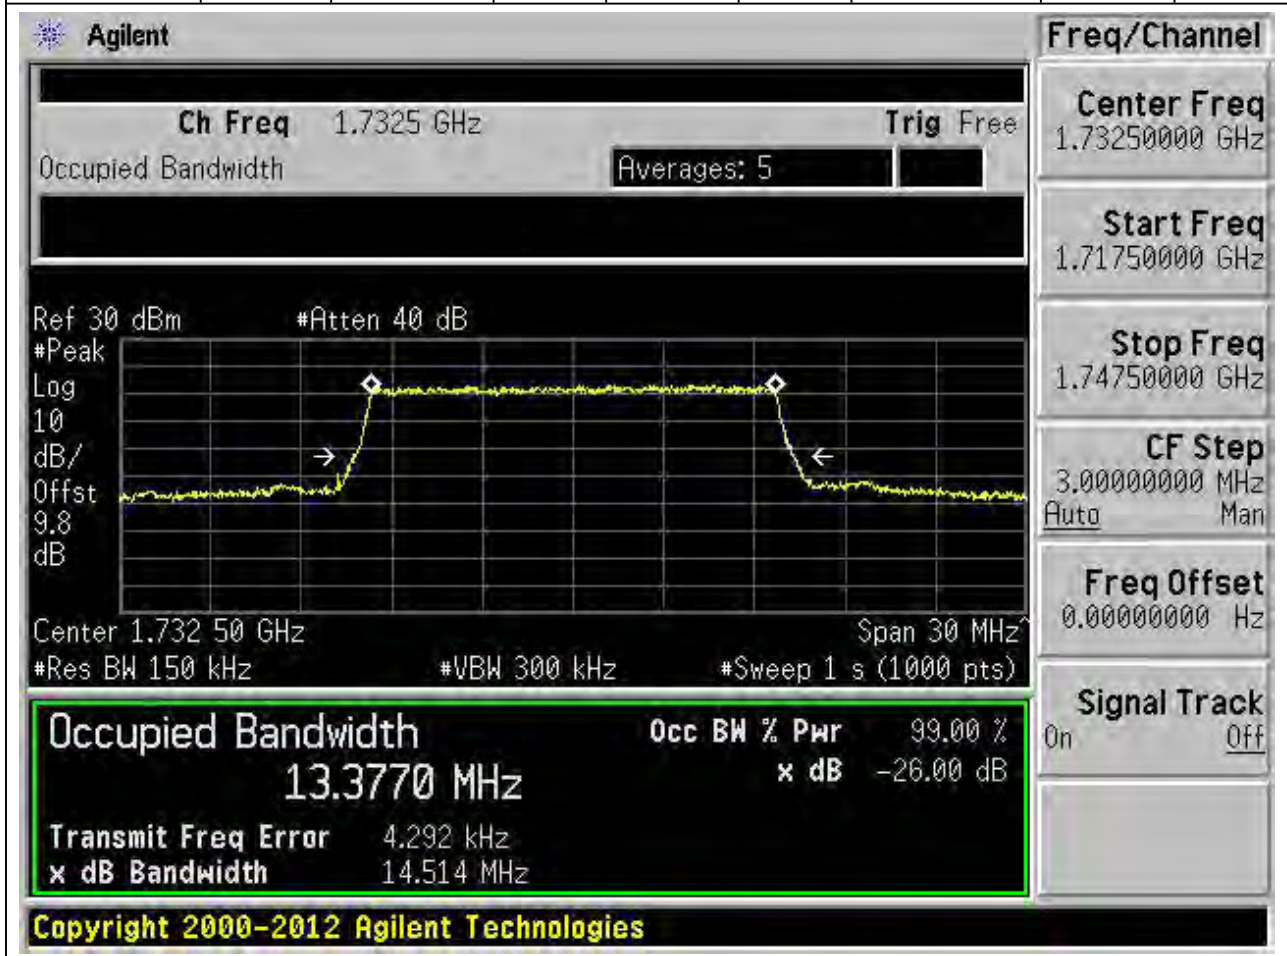 Agilent
Freq/Channel
Ch Freq 1.7325 GHz Trig Free
Occupied Bandwidth Averages: 5
Center Freq
1.73250000 GHz
Start Freq
1.71750000 GHz
Stop Freq
1.74750000 GHz
CF Step
3.00000000 MHz
Auto Man
Freq Offset
0.00000000 Hz
Signal Track
On Off
Ref 30 dBm #Atten 40 dB
#Peak
Log
10
dB/
Offst
9.8
dB
Center 1.732 50 GHz Span 30 MHz^
#Res BW 150 kHz #VBW 300 kHz #Sweep 1 s (1000 pts)
Occupied Bandwidth Occ BW % Pwr 99.00 %
13.3770 MHz x dB -26.00 dB
Transmit Freq Error 4.292 kHz
x dB Bandwidth 14.514 MHz
Copyright 2000-2012 Agilent Technologies